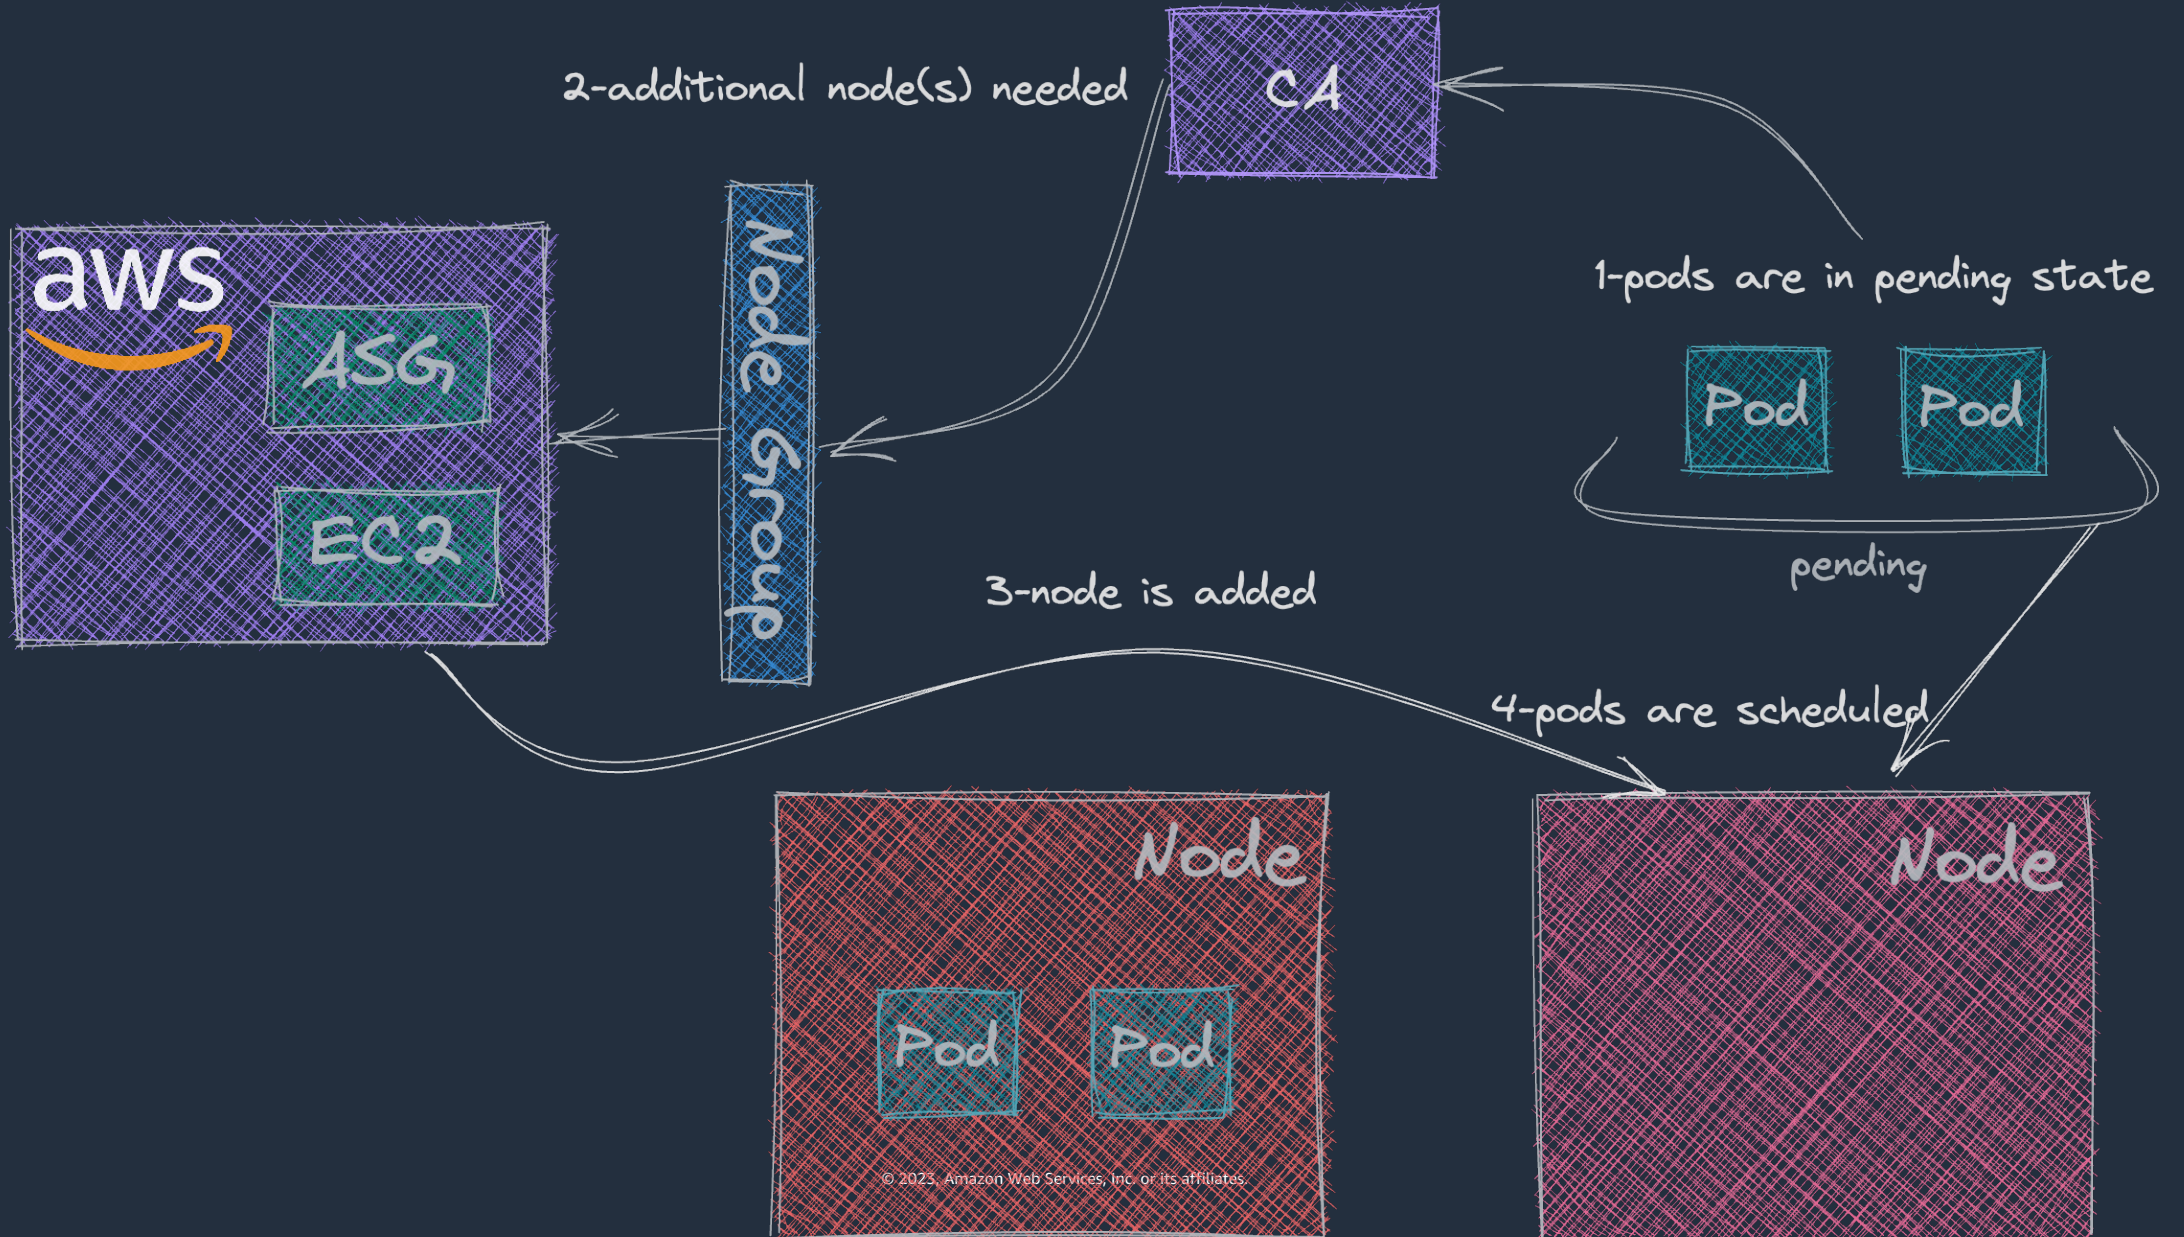 CA
2-additional node(s) needed
1-pods are in pending state
aws
ASG
EC2
Node Group
Pod
Pod
pending
3-node is added
4-pods are scheduled
Node
Node
Pod
Pod
© 2023, Amazon Web Services, Inc. or its affiliates.